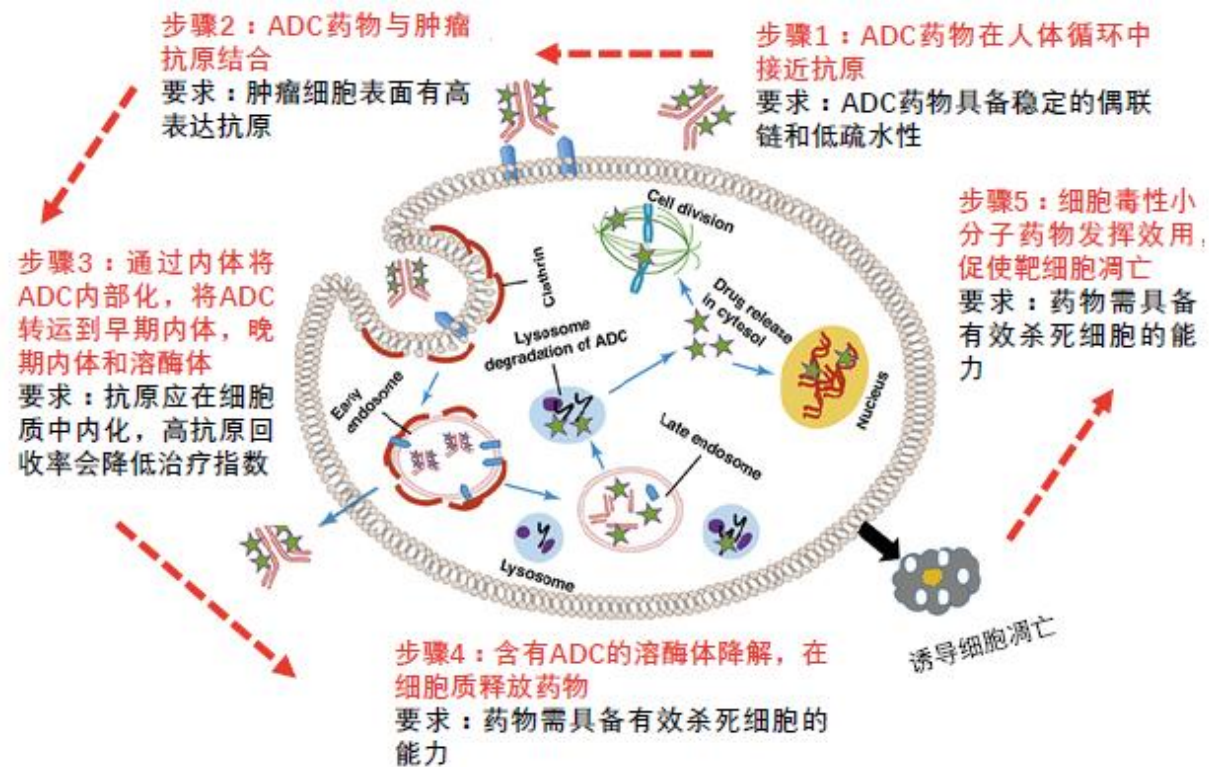 步骤1：ADC药物在人体循环中
接近抗原
要求：ADC药物具备稳定的偶联
链和低疏水性
步骤2：ADC药物与肿瘤
抗原结合
要求：肿瘤细胞表面有高
表达抗原
步骤3：通过内体将
ADC内部化，将ADC
转运到早期内体，晚
期内体和溶酶体
要求：抗原应在细胞
质中内化，高抗原回
收率会降低治疗指数
步骤4：含有ADC的溶酶体降解，在
细胞质释放药物
要求：药物需具备有效杀死细胞的
能力
步骤5：细胞毒性小
分子药物发挥效用，
促使靶细胞凋亡
要求：药物需具备
有效杀死细胞的能
力
Cell division
Clathrin
Drug release
in cytosol
Lysosome
degradation of ADC
Early
endosome
Nucleus
Late endosome
Lysosome
诱导细胞凋亡